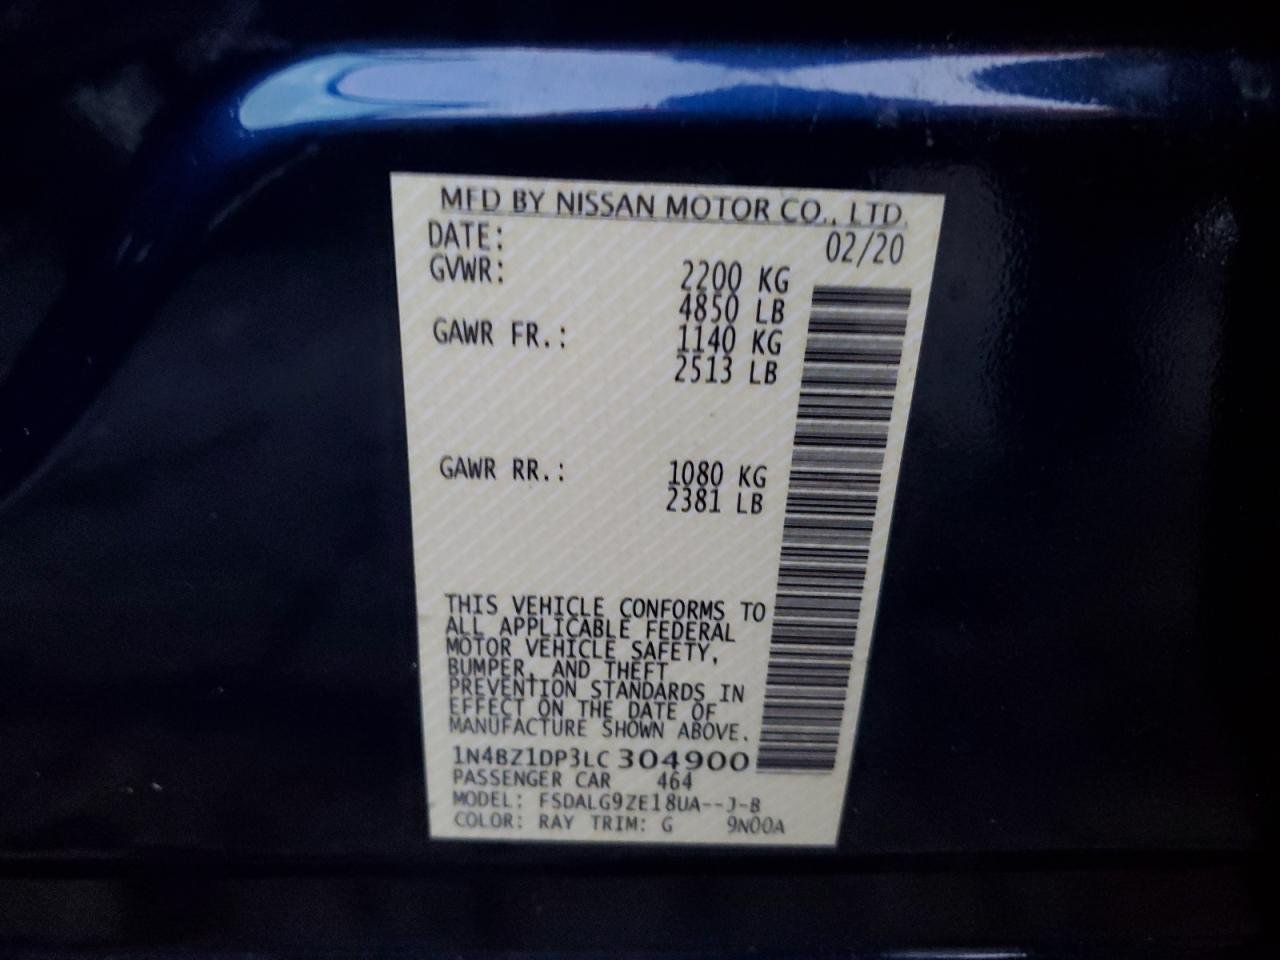 MFD BY NISSAN MOTOR CO., LTD.
DATE: 02/20
GVWR: 2200 KG
4850 LB
GAWR FR.: 1140 KG
2513 LB
GAWR RR.: 1080 KG
2381 LB
THIS VEHICLE CONFORMS TO
ALL APPLICABLE FEDERAL
MOTOR VEHICLE SAFETY,
BUMPER, AND THEFT
PREVENTION STANDARDS IN
EFFECT ON THE DATE OF
MANUFACTURE SHOWN ABOVE.
1N4BZ1DP3LC304900
PASSENGER CAR 464
MODEL: FSDALG9ZE18UA--J-B
COLOR: RAY TRIM: G 9N00A